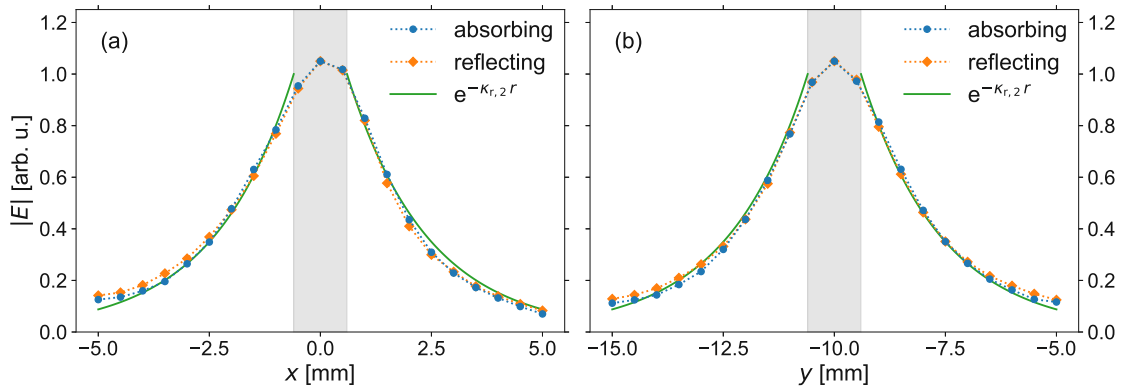 (a)
absorbing
reflecting
e^{−κ_{r, 2} r}
|E| [arb. u.]
1.2
1.0
0.8
0.6
0.4
0.2
0.0
−5.0 −2.5 0.0 2.5 5.0
x [mm]
(b)
absorbing
reflecting
e^{−κ_{r, 2} r}
1.2
1.0
0.8
0.6
0.4
0.2
0.0
−15.0 −12.5 −10.0 −7.5 −5.0
y [mm]